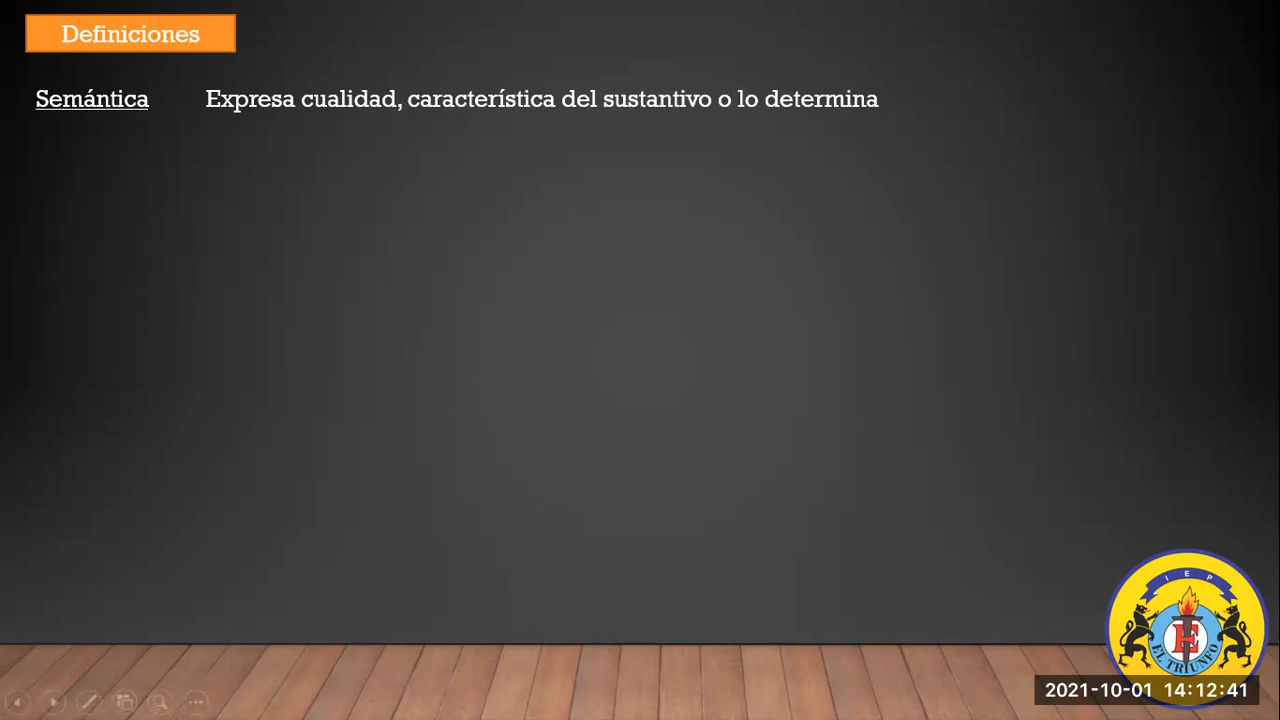 Definiciones
Semántica Expresa cualidad, característica del sustantivo o lo determina
I E P
E
EL TRIUNFO
2021-10-01 14:12:41